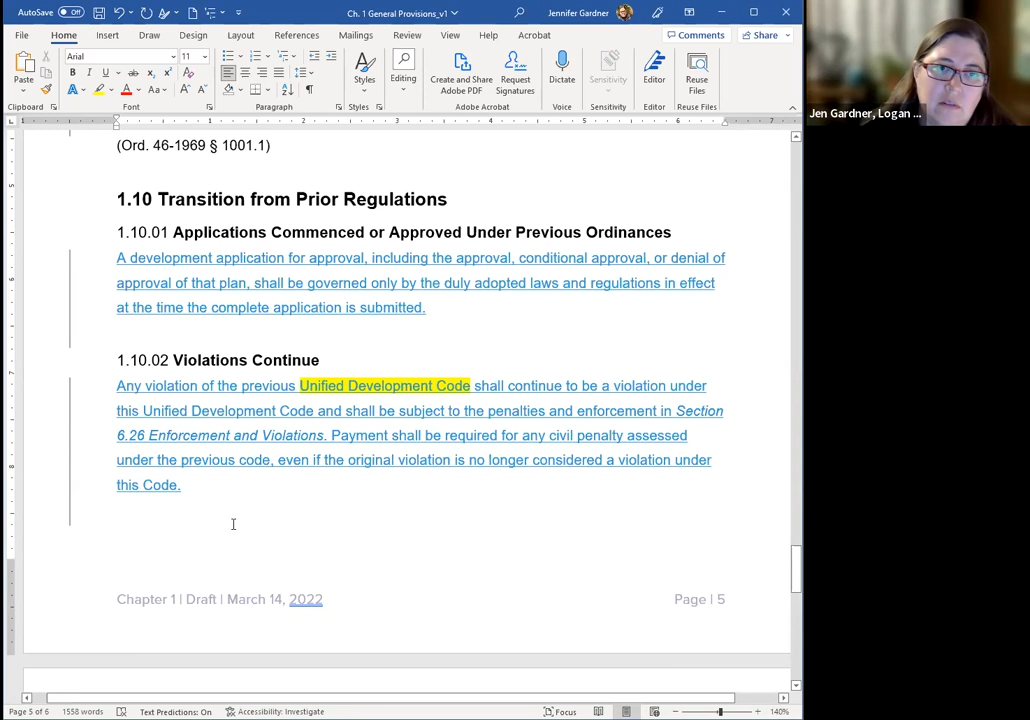 AutoSave Off Ch. 1 General Provisions_v1 Jennifer Gardner
File Home Insert Draw Design Layout References Mailings Review View Help Acrobat Comments Share
Arial 11
Paste Styles Editing Create and Share Adobe PDF Request Signatures Dictate Sensitivity Editor Reuse Files
Clipboard Font Paragraph Styles Adobe Acrobat Voice Sensitivity Editor Reuse Files
Jen Gardner, Logan ...
(Ord. 46-1969 § 1001.1)
1.10 Transition from Prior Regulations
1.10.01 Applications Commenced or Approved Under Previous Ordinances
A development application for approval, including the approval, conditional approval, or denial of
approval of that plan, shall be governed only by the duly adopted laws and regulations in effect
at the time the complete application is submitted.
1.10.02 Violations Continue
Any violation of the previous Unified Development Code shall continue to be a violation under
this Unified Development Code and shall be subject to the penalties and enforcement in Section
6.26 Enforcement and Violations. Payment shall be required for any civil penalty assessed
under the previous code, even if the original violation is no longer considered a violation under
this Code.
Chapter 1 | Draft | March 14, 2022 Page | 5
Page 5 of 6 1558 words Text Predictions: On Accessibility: Investigate Focus 140%